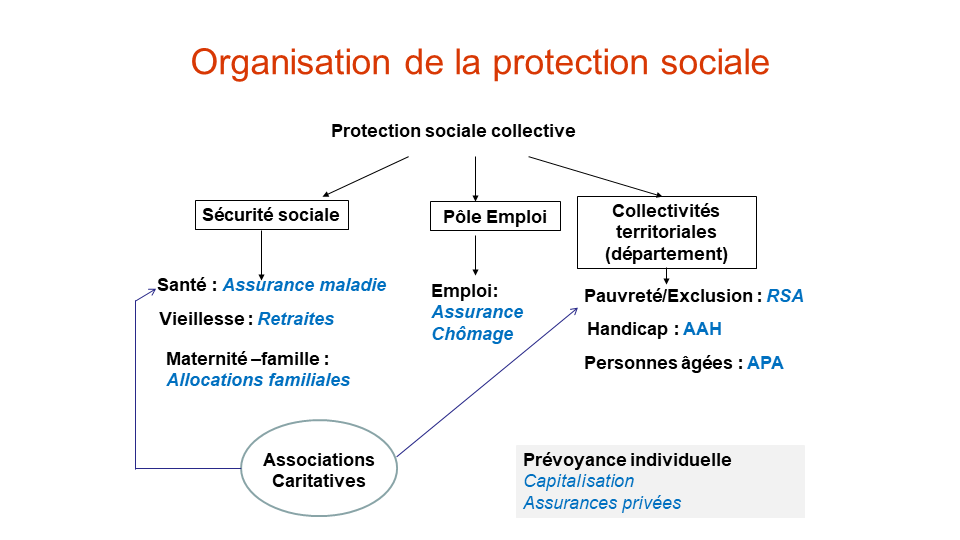 Organisation de la protection sociale
Protection sociale collective
Sécurité sociale
Pôle Emploi
Collectivités
territoriales
(département)
Santé : Assurance maladie
Vieillesse : Retraites
Maternité –famille :
Allocations familiales
Emploi:
Assurance
Chômage
Pauvreté/Exclusion : RSA
Handicap : AAH
Personnes âgées : APA
Associations
Caritatives
Prévoyance individuelle
Capitalisation
Assurances privées